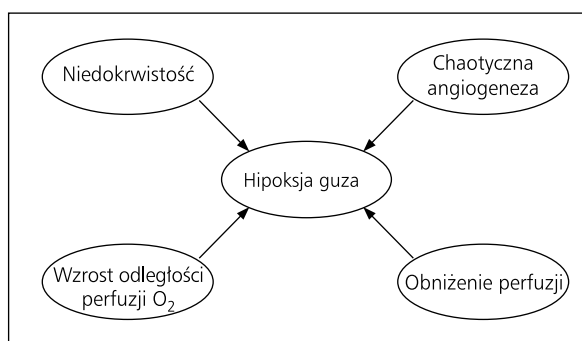 Niedokrwistość
Chaotyczna
angiogeneza
Hipoksja guza
Wzrost odległości
perfuzji O₂
Obniżenie perfuzji